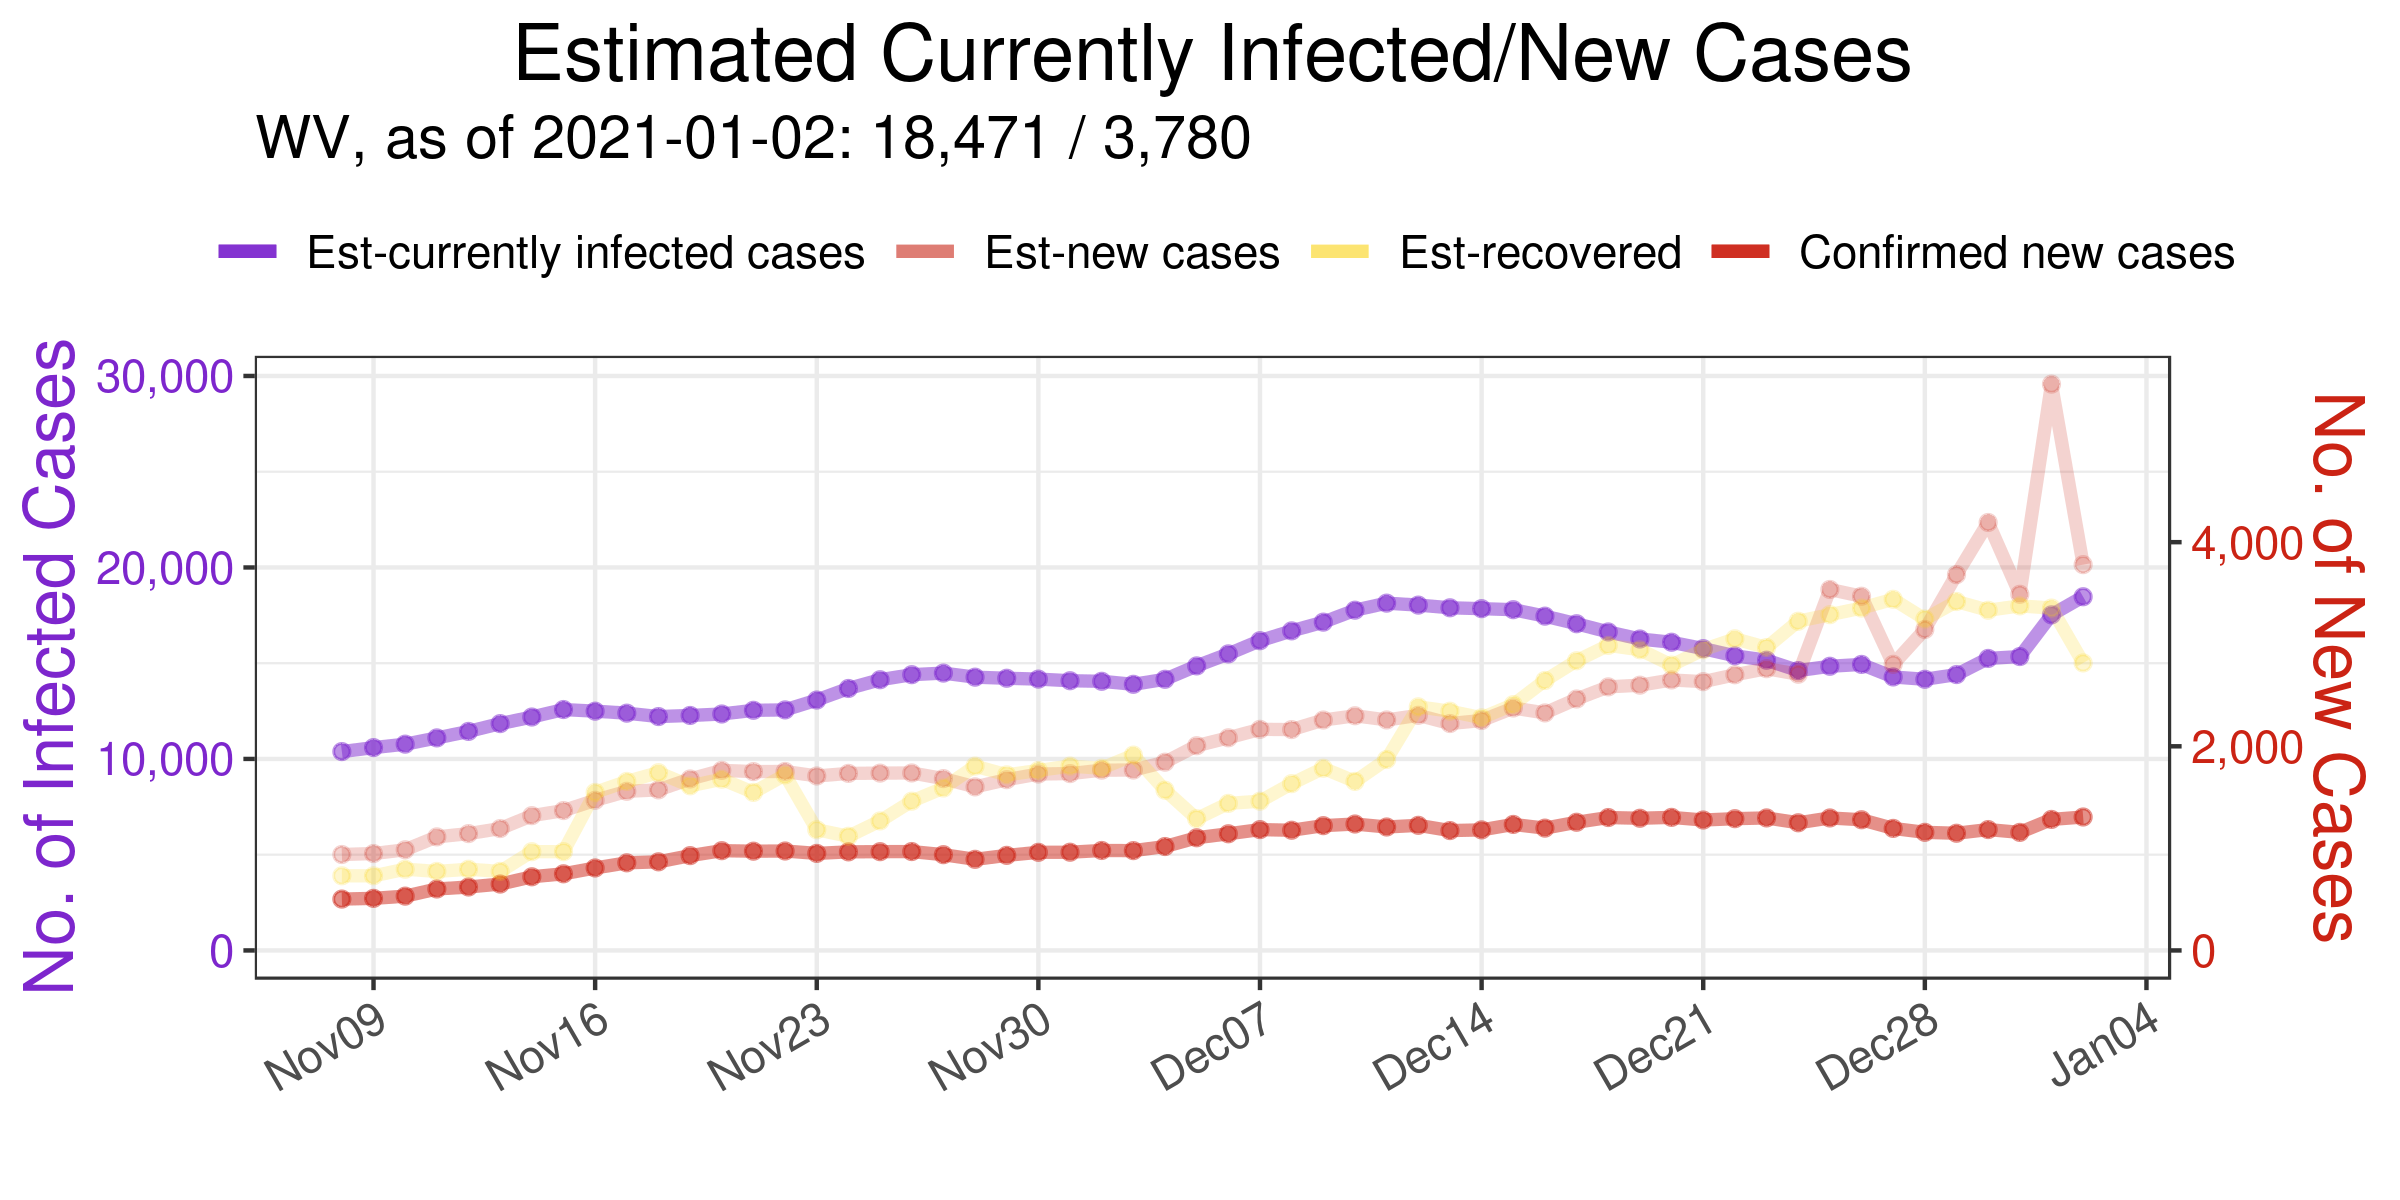 Estimated Currently Infected/New Cases
WV, as of 2021-01-02: 18,471 / 3,780
Est-currently infected cases Est-new cases Est-recovered Confirmed new cases
No. of Infected Cases
30,000
20,000
10,000
0
4,000
2,000
0
No. of New Cases
Nov09 Nov16 Nov23 Nov30 Dec07 Dec14 Dec21 Dec28 Jan04